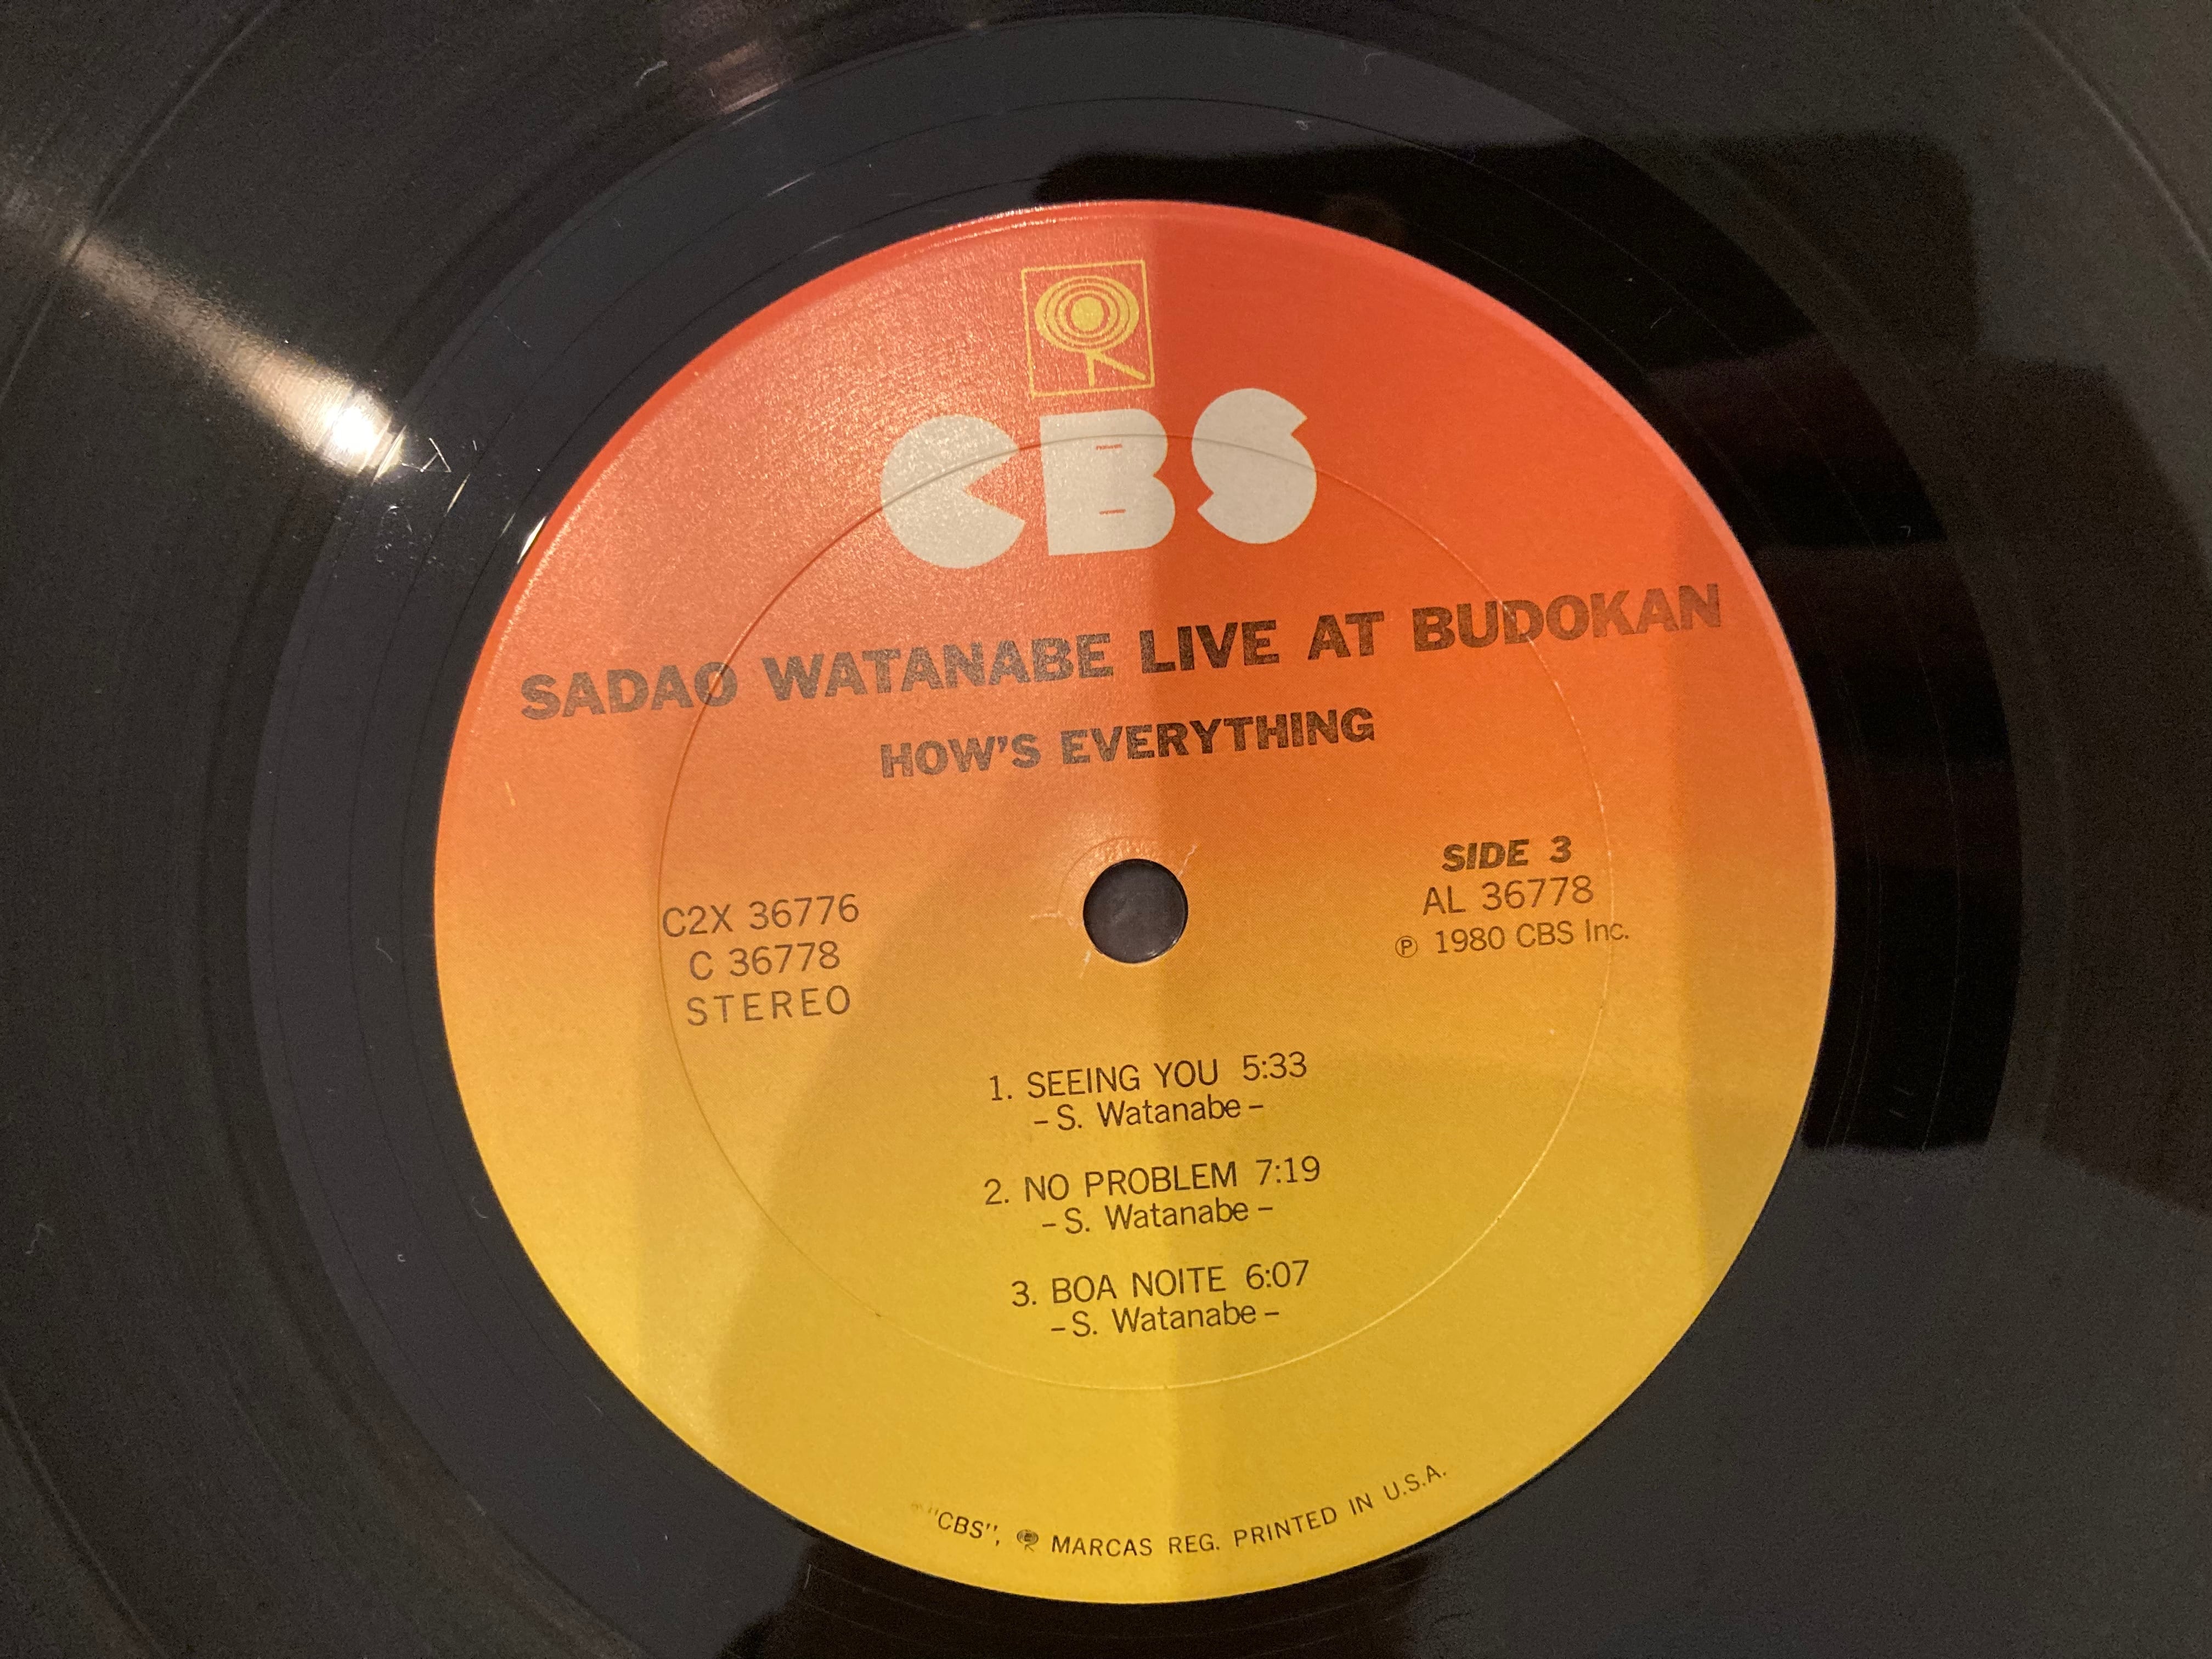 CBS
SADAO WATANABE LIVE AT BUDOKAN
HOW'S EVERYTHING
C2X 36776
C 36778
STEREO
SIDE 3
AL 36778
℗ 1980 CBS Inc.
1. SEEING YOU 5:33
– S. Watanabe –
2. NO PROBLEM 7:19
– S. Watanabe –
3. BOA NOITE 6:07
– S. Watanabe –
"CBS", MARCAS REG. PRINTED IN U.S.A.